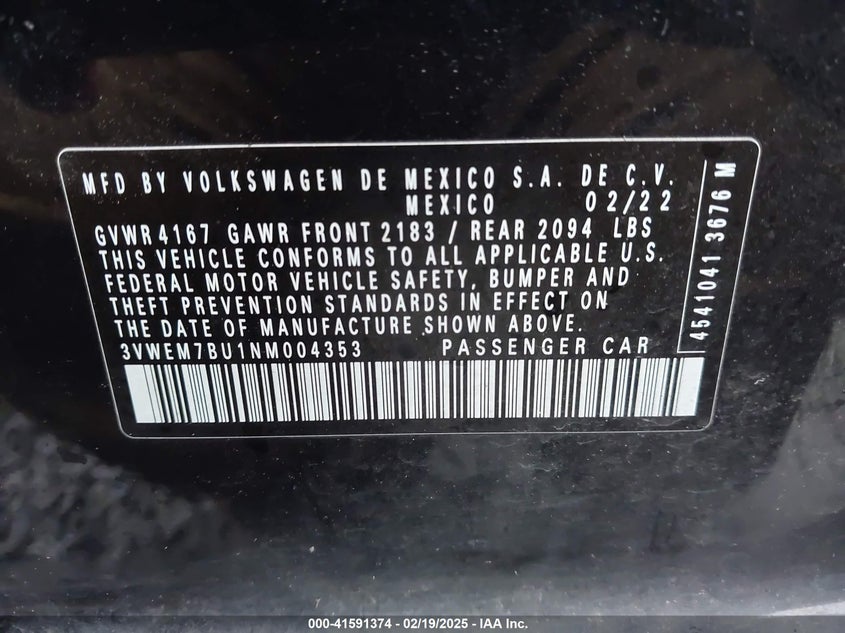 MFD BY VOLKSWAGEN DE MEXICO S.A. DE C.V.
MEXICO 02/22
GVWR 4167 GAWR FRONT 2183 / REAR 2094 LBS
THIS VEHICLE CONFORMS TO ALL APPLICABLE U.S.
FEDERAL MOTOR VEHICLE SAFETY, BUMPER AND
THEFT PREVENTION STANDARDS IN EFFECT ON
THE DATE OF MANUFACTURE SHOWN ABOVE.
3VWEM7BU1NM004353 PASSENGER CAR
4541041 3676 M
000-41591374 - 02/19/2025 - IAA Inc.